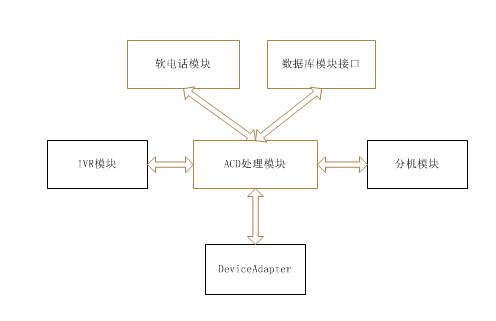 软电话模块
数据库模块接口
IVR模块
ACD处理模块
分机模块
DeviceAdapter